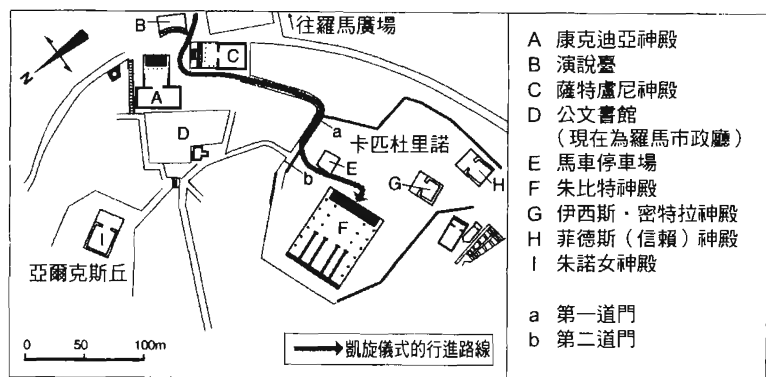 B
往羅馬廣場
C
N
A
a
卡匹杜里諾
D
E
H
b
G
F
I
亞爾克斯丘
0 50 100m
凱旋儀式的行進路線
A 康克迪亞神殿
B 演說臺
C 薩特盧尼神殿
D 公文書館
（現在為羅馬市政廳）
E 馬車停車場
F 朱比特神殿
G 伊西斯・密特拉神殿
H 菲德斯（信賴）神殿
I 朱諾女神殿
a 第一道門
b 第二道門